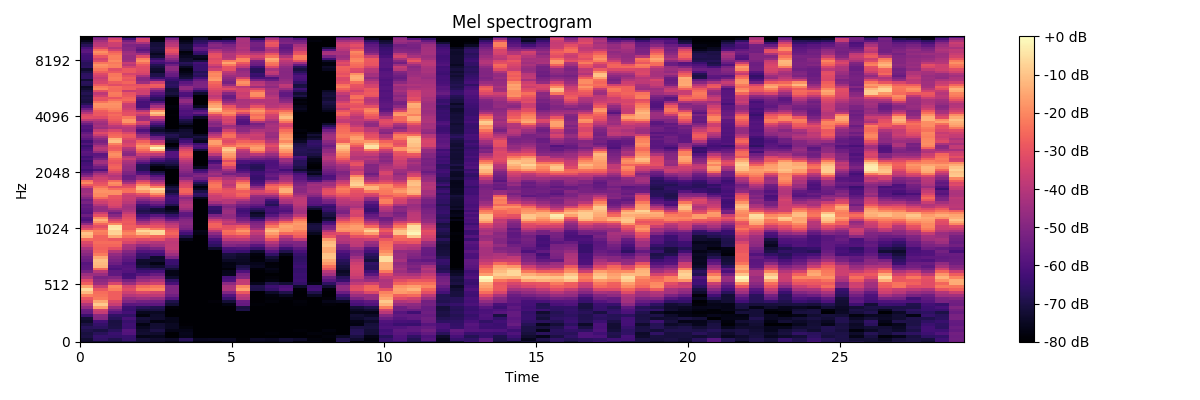 Mel spectrogram
Hz
8192
4096
2048
1024
512
0
0 5 10 15 20 25
Time
+0 dB
-10 dB
-20 dB
-30 dB
-40 dB
-50 dB
-60 dB
-70 dB
-80 dB